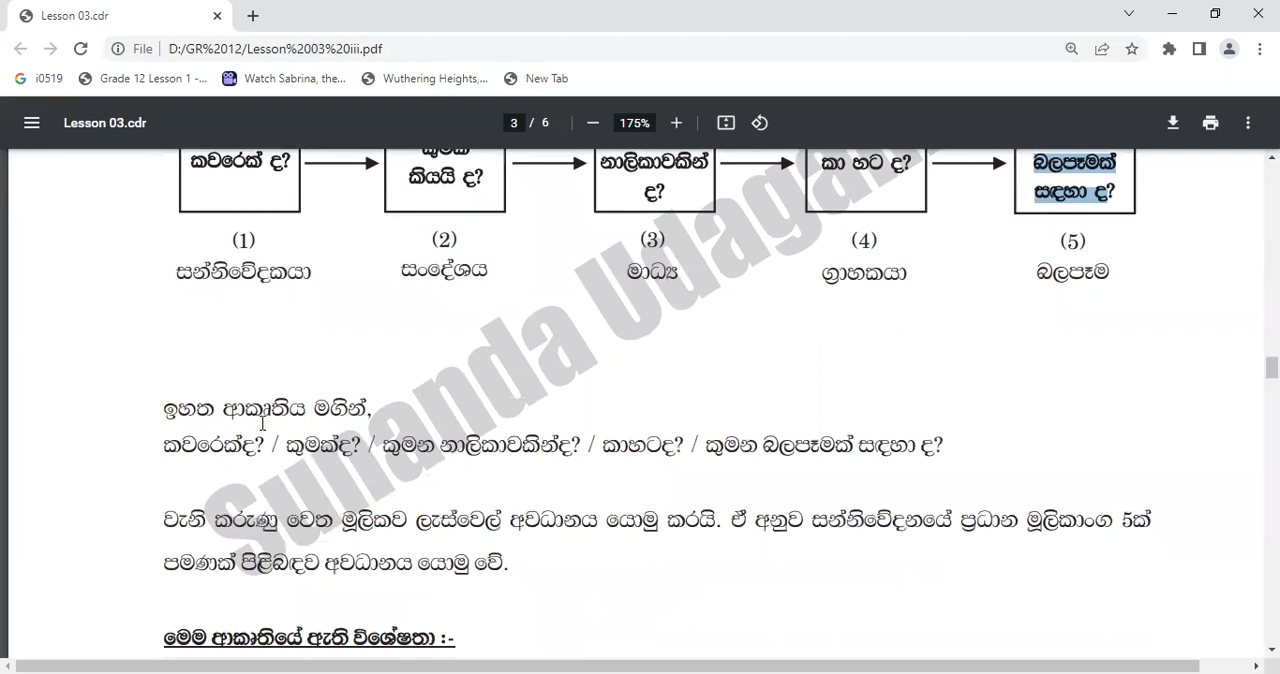 Lesson 03.cdr
File D:/GR%2012/Lesson%2003%20iii.pdf
i0519 Grade 12 Lesson 1 -... Watch Sabrina, the... Wuthering Heights,... New Tab
Lesson 03.cdr 3 / 6 175%
කවරෙක් ද?
කියයි ද?
නාලිකාවකින්
ද?
කා හට ද?
බලපෑමක්
සඳහා ද?
(1) (2) (3) (4) (5)
සන්නිවේදකයා සංදේශය මාධ්‍ය ග්‍රාහකයා බලපෑම
Sunanda Udagama
ඉහත ආකෘතිය මගින්,
කවරෙක්ද? / කුමක්ද? / කුමන නාලිකාවකින්ද? / කාහටද? / කුමන බලපෑමක් සඳහා ද?
වැනි කරුණු වෙත මූලිකව ලැස්වෙල් අවධානය යොමු කරයි. ඒ අනුව සන්නිවේදනයේ ප්‍රධාන මූලිකාංග 5ක්
පමණක් පිළිබඳව අවධානය යොමු වේ.
මෙම ආකෘතියේ ඇති විශේෂතා :-